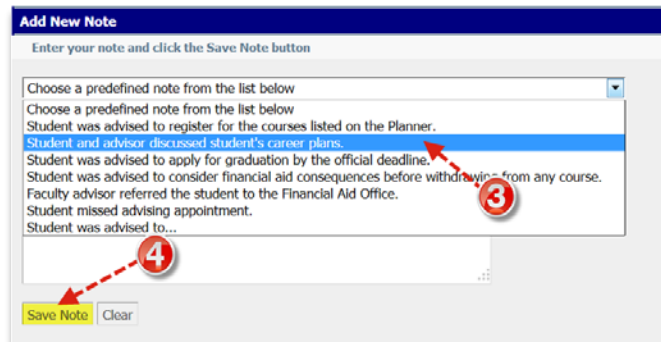 Add New Note
Enter your note and click the Save Note button
Choose a predefined note from the list below
Choose a predefined note from the list below
Student was advised to register for the courses listed on the Planner.
Student and advisor discussed student's career plans.
Student was advised to apply for graduation by the official deadline.
Student was advised to consider financial aid consequences before withdrawing from any course.
3
Faculty advisor referred the student to the Financial Aid Office.
Student missed advising appointment.
Student was advised to...
4
Save Note Clear